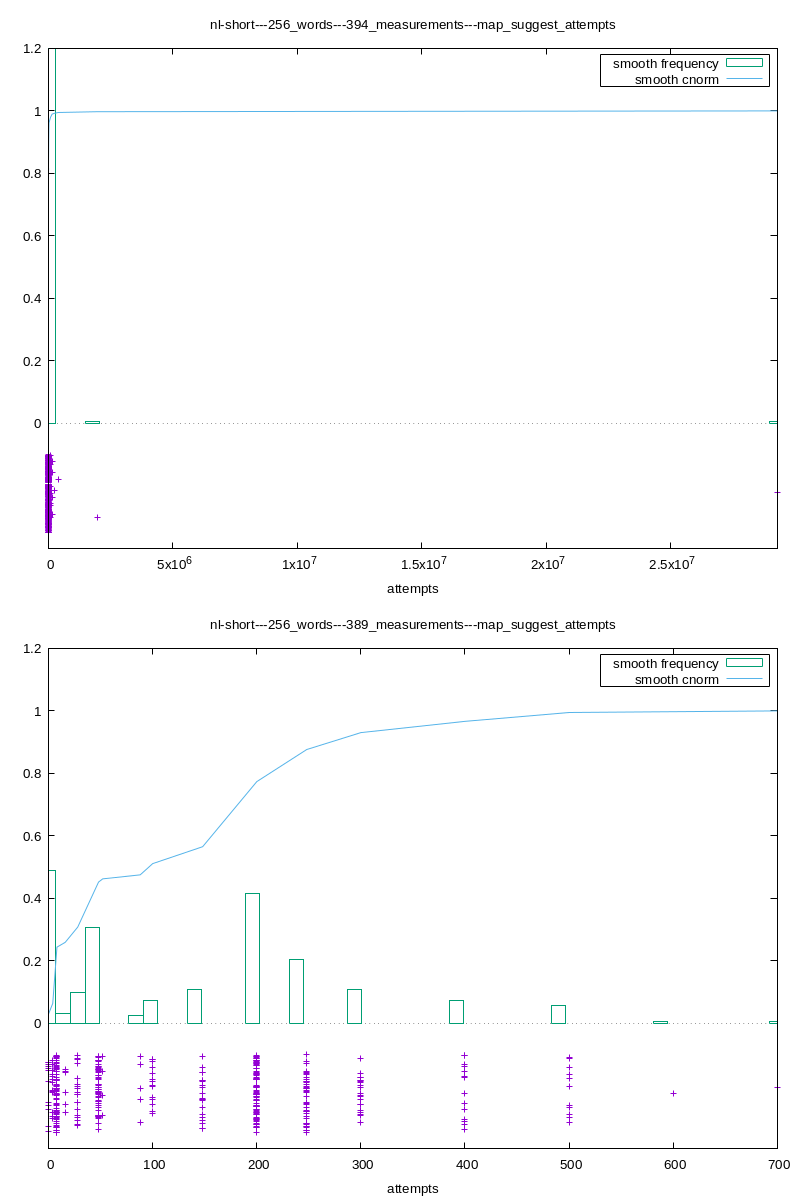 nl-short---256_words---394_measurements---map_suggest_attempts
smooth frequency
smooth cnorm
1.2
1
0.8
0.6
0.4
0.2
0
0 5x10^6 1x10^7 1.5x10^7 2x10^7 2.5x10^7
attempts
nl-short---256_words---389_measurements---map_suggest_attempts
smooth frequency
smooth cnorm
1.2
1
0.8
0.6
0.4
0.2
0
0 100 200 300 400 500 600 700
attempts